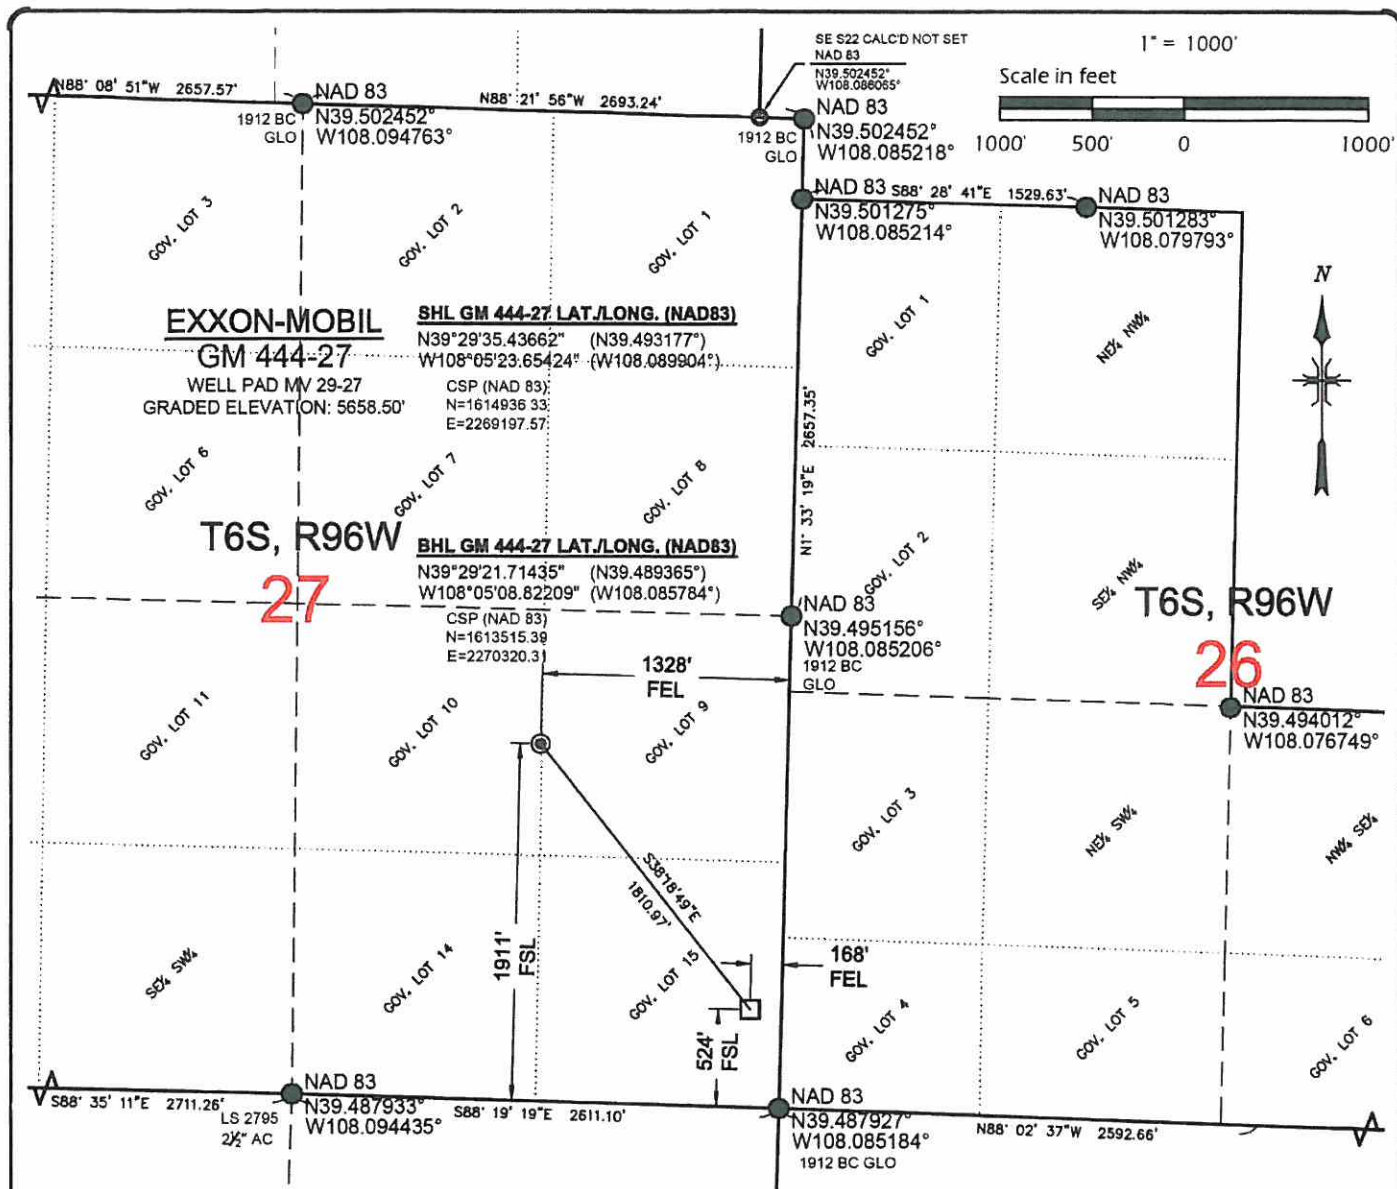 SE S22 CALC'D NOT SET
NAD 83
N39.502452°
W108.086065°
1" = 1000'
Scale in feet
1000' 500' 0 1000'
N88° 08' 51"W 2657.57'
NAD 83
N39.502452°
W108.094763°
1912 BC
GLO
N88° 21' 56"W 2693.24'
NAD 83
N39.502452°
W108.085218°
1912 BC
GLO
NAD 83
N39.501275°
W108.085214°
S88° 28' 41"E 1529.63'
NAD 83
N39.501283°
W108.079793°
GOV. LOT 3
GOV. LOT 2
GOV. LOT 1
GOV. LOT 1
NE¼ NW¼
N
EXXON-MOBIL
GM 444-27
WELL PAD MV 29-27
GRADED ELEVATION: 5658.50'
SHL GM 444-27 LAT./LONG. (NAD83)
N39°29'35.43662" (N39.493177°)
W108°05'23.65424" (W108.089904°)
CSP (NAD 83)
N=1614936.33
E=2269197.57
N1° 33' 19"E 2657.35'
GOV. LOT 6
GOV. LOT 7
GOV. LOT 8
GOV. LOT 2
SE¼ NW¼
T6S, R96W
27
BHL GM 444-27 LAT./LONG. (NAD83)
N39°29'21.71435" (N39.489365°)
W108°05'08.82209" (W108.085784°)
CSP (NAD 83)
N=1613515.39
E=2270320.31
NAD 83
N39.495156°
W108.085206°
1912 BC
GLO
T6S, R96W
26
NAD 83
N39.494012°
W108.076749°
1328'
FEL
GOV. LOT 11
GOV. LOT 10
GOV. LOT 9
GOV. LOT 3
NE¼ SW¼
NW¼ SE¼
S38°18'49"E
1810.97'
1911'
FSL
168'
FEL
524'
FSL
SE¼ SW¼
GOV. LOT 14
GOV. LOT 15
GOV. LOT 4
GOV. LOT 5
GOV. LOT 6
S88° 35' 11"E 2711.26'
NAD 83
N39.487933°
W108.094435°
LS 2795
2½" AC
S88° 19' 19"E 2611.10'
NAD 83
N39.487927°
W108.085184°
1912 BC GLO
N88° 02' 37"W 2592.66'